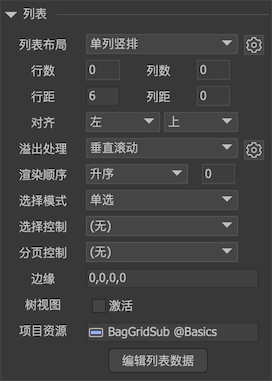 列表
列表布局 单列竖排
行数 0 列数 0
行距 6 列距 0
对齐 左 上
溢出处理 垂直滚动
渲染顺序 升序 0
选择模式 单选
选择控制 (无)
分页控制 (无)
边缘 0,0,0,0
树视图 激活
项目资源 BagGridSub @Basics
编辑列表数据